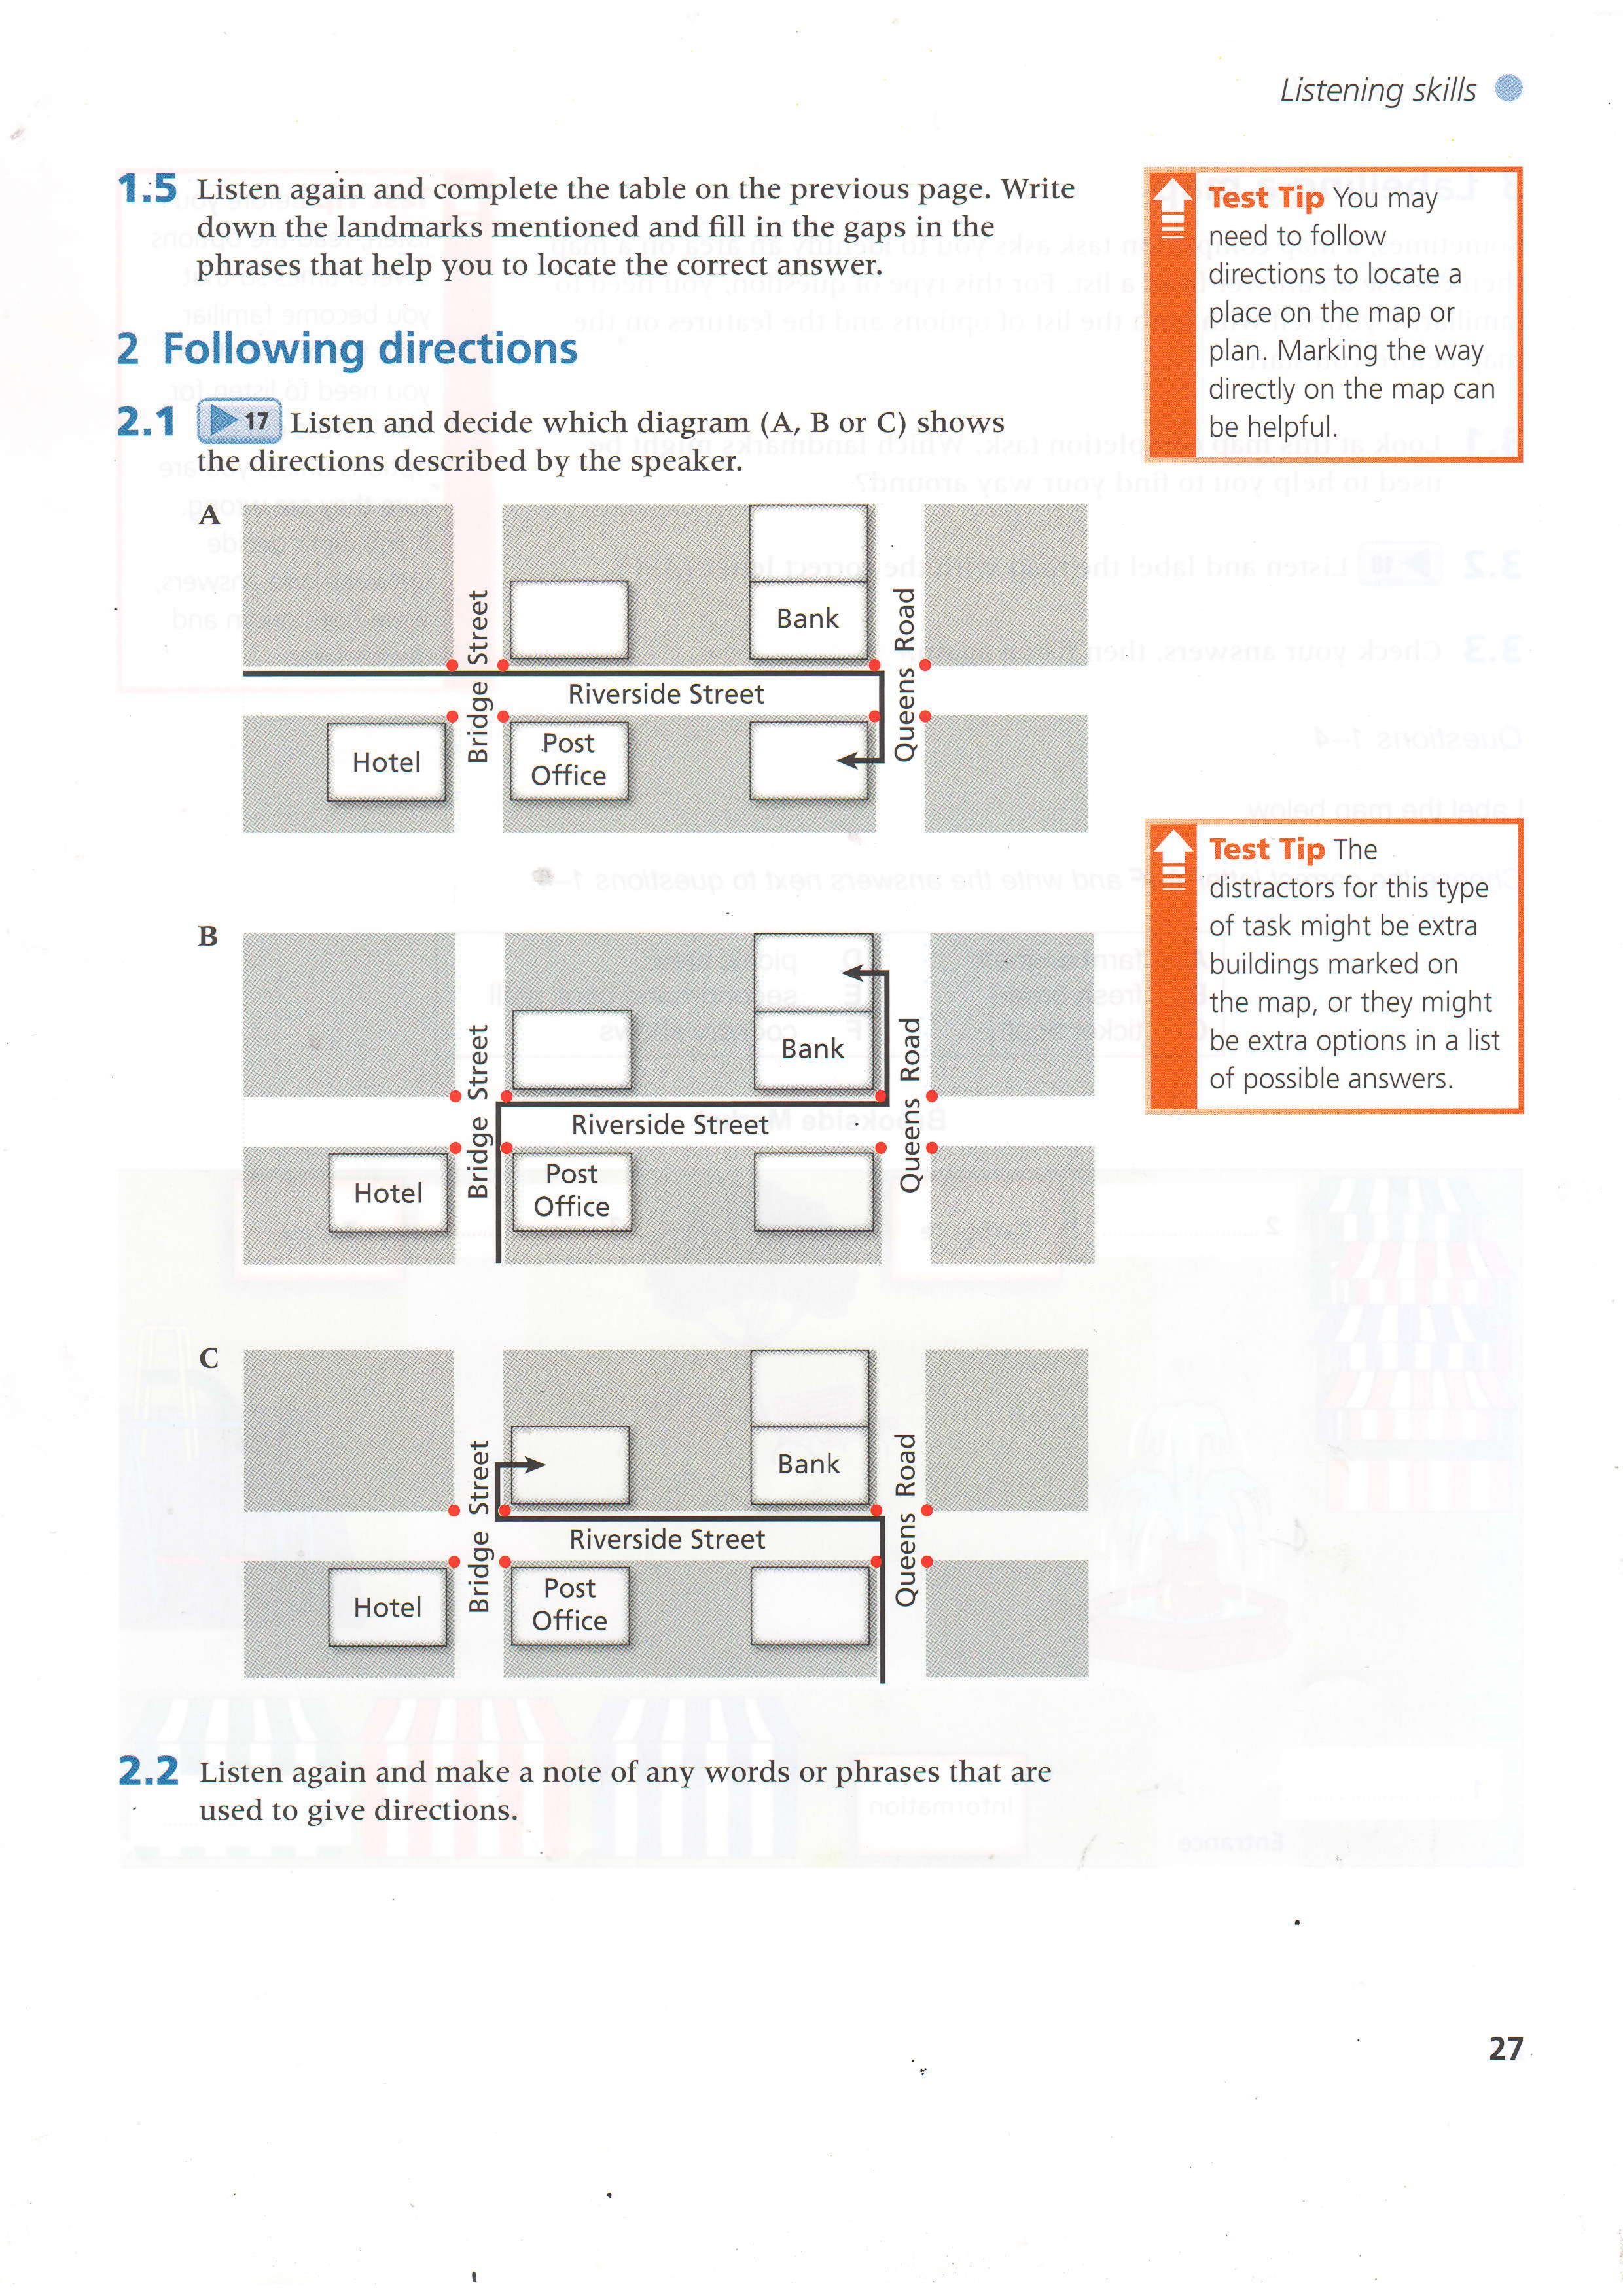 Listening skills
1.5 Listen again and complete the table on the previous page. Write
down the landmarks mentioned and fill in the gaps in the
phrases that help you to locate the correct answer.
Test Tip You may
need to follow
directions to locate a
place on the map or
plan. Marking the way
directly on the map can
be helpful.
2 Following directions
2.1 17 Listen and decide which diagram (A, B or C) shows
the directions described by the speaker.
A
Bank
Bridge Street
Queens Road
Riverside Street
Hotel
Post
Office
Test Tip The
distractors for this type
of task might be extra
buildings marked on
the map, or they might
be extra options in a list
of possible answers.
B
Bank
Bridge Street
Queens Road
Riverside Street
Hotel
Post
Office
C
Bank
Bridge Street
Queens Road
Riverside Street
Hotel
Post
Office
2.2 Listen again and make a note of any words or phrases that are
used to give directions.
27